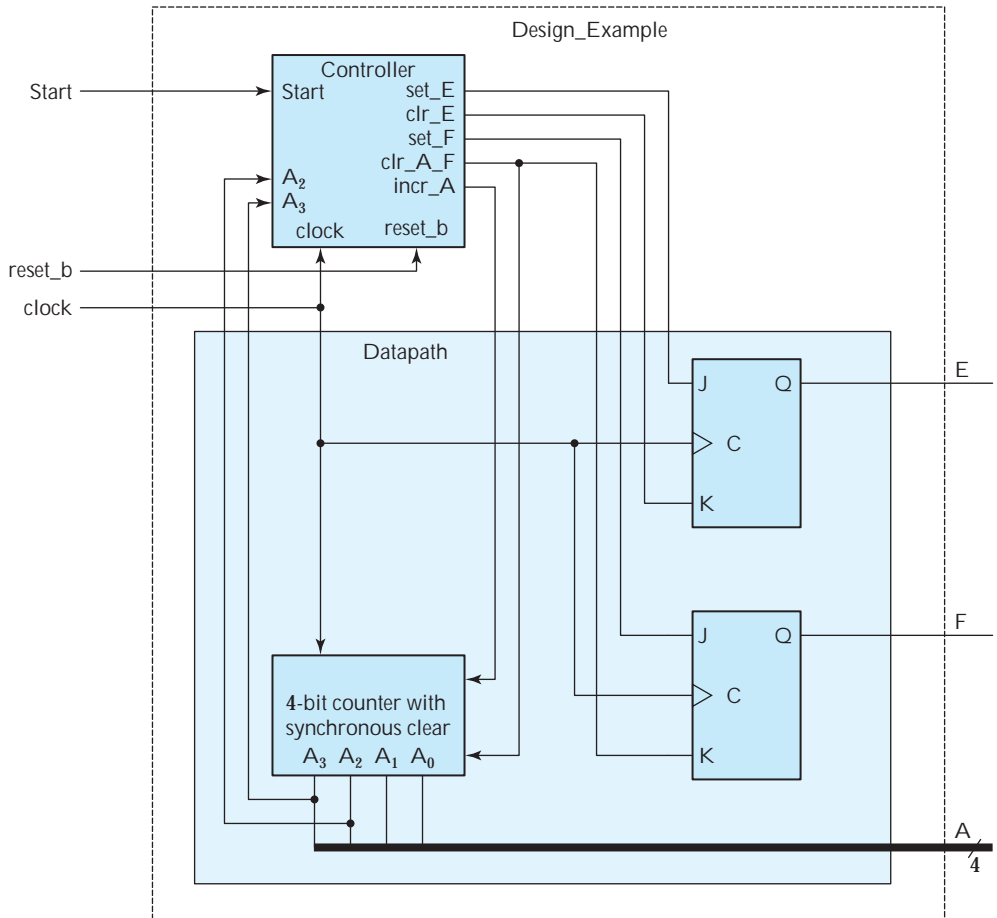 Design_Example
Controller
Start
Start
set_E
clr_E
set_F
clr_A_F
incr_A
A2
A3
clock
reset_b
reset_b
clock
Datapath
J
Q
E
C
K
J
Q
F
C
K
4-bit counter with
synchronous clear
A3 A2 A1 A0
A
4